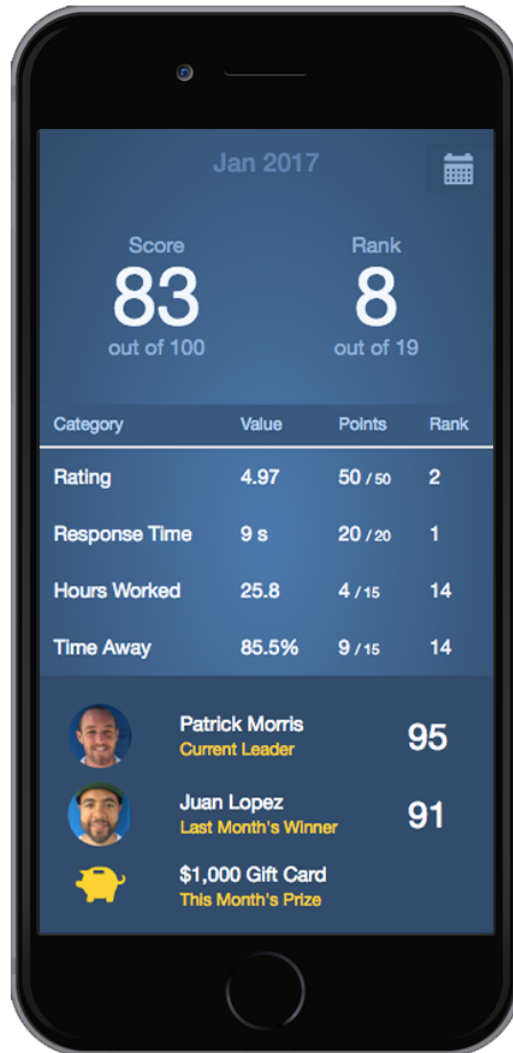 Jan 2017
Score Rank
83 8
out of 100 out of 19
Category Value Points Rank
Rating 4.97 50 / 50 2
Response Time 9 s 20 / 20 1
Hours Worked 25.8 4 / 15 14
Time Away 85.5% 9 / 15 14
Patrick Morris 95
Current Leader
Juan Lopez 91
Last Month's Winner
$1,000 Gift Card
This Month's Prize